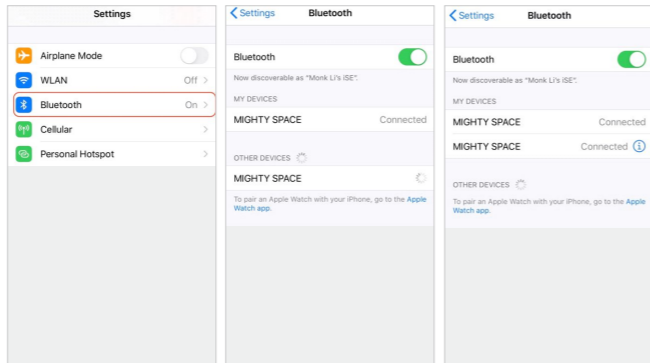 Settings
Airplane Mode
WLAN Off
Bluetooth On
Cellular
Personal Hotspot
Settings Bluetooth
Bluetooth
Now discoverable as "Monk Li's iSE".
MY DEVICES
MIGHTY SPACE Connected
OTHER DEVICES
MIGHTY SPACE
To pair an Apple Watch with your iPhone, go to the Apple
Watch app.
Settings Bluetooth
Bluetooth
Now discoverable as "Monk Li's iSE".
MY DEVICES
MIGHTY SPACE Connected
MIGHTY SPACE Connected
OTHER DEVICES
To pair an Apple Watch with your iPhone, go to the Apple
Watch app.